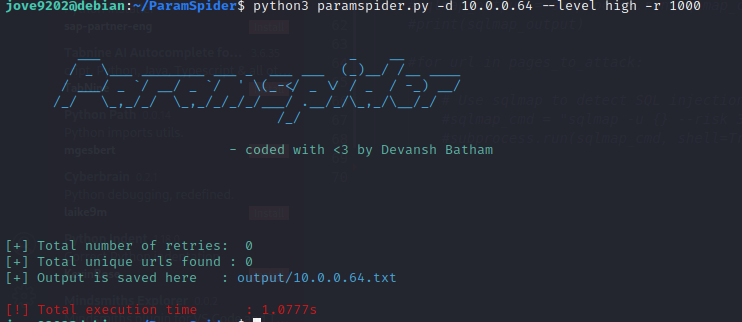 jove9202@debian:~/ParamSpider$ python3 paramspider.py -d 10.0.0.64 --level high -r 1000
ParamSpider
- coded with <3 by Devansh Batham
[+] Total number of retries:  0
[+] Total unique urls found : 0
[+] Output is saved here   : output/10.0.0.64.txt
[!] Total execution time      : 1.0777s